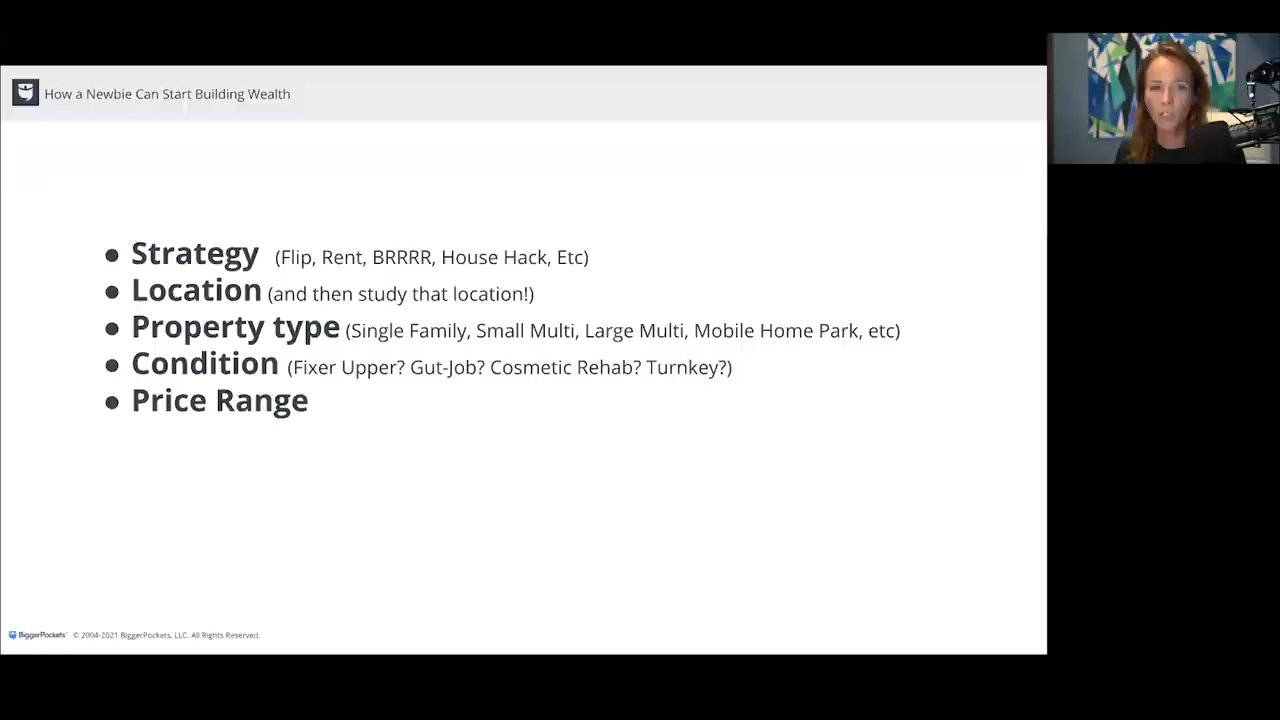 How a Newbie Can Start Building Wealth
● Strategy (Flip, Rent, BRRRR, House Hack, Etc)
● Location (and then study that location!)
● Property type (Single Family, Small Multi, Large Multi, Mobile Home Park, etc)
● Condition (Fixer Upper? Gut-Job? Cosmetic Rehab? Turnkey?)
● Price Range
BiggerPockets © 2004-2021 BiggerPockets, LLC. All Rights Reserved.